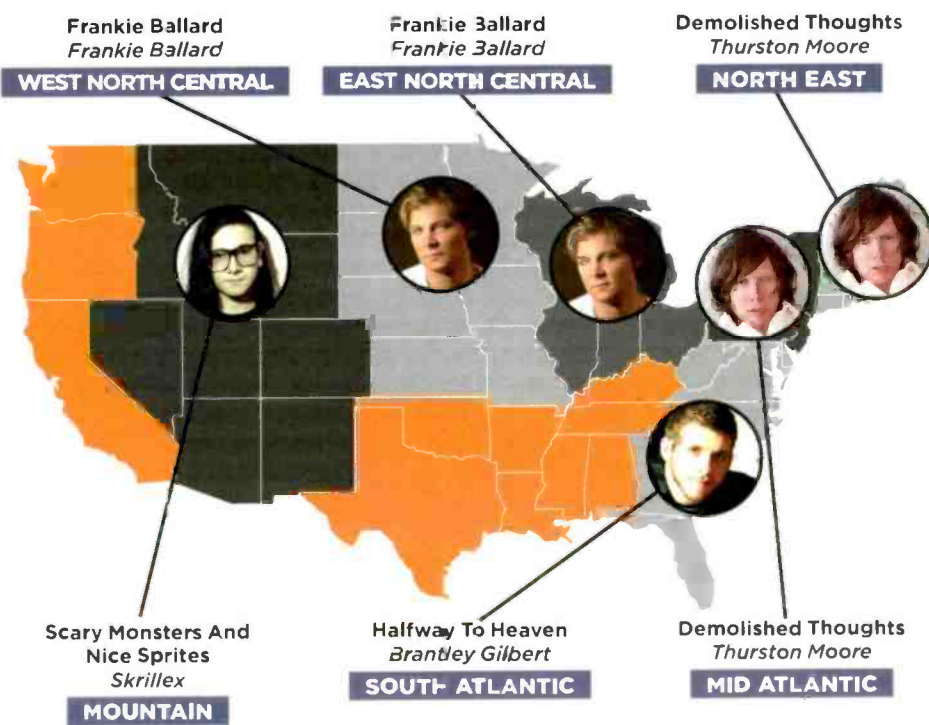 Frankie Ballard
Frankie Ballard
WEST NORTH CENTRAL
Frankie Ballard
Frankie Ballard
EAST NORTH CENTRAL
Demolished Thoughts
Thurston Moore
NORTH EAST
Scary Monsters And
Nice Sprites
Skrillex
MOUNTAIN
Halfway To Heaven
Brantley Gilbert
SOUTH ATLANTIC
Demolished Thoughts
Thurston Moore
MID ATLANTIC